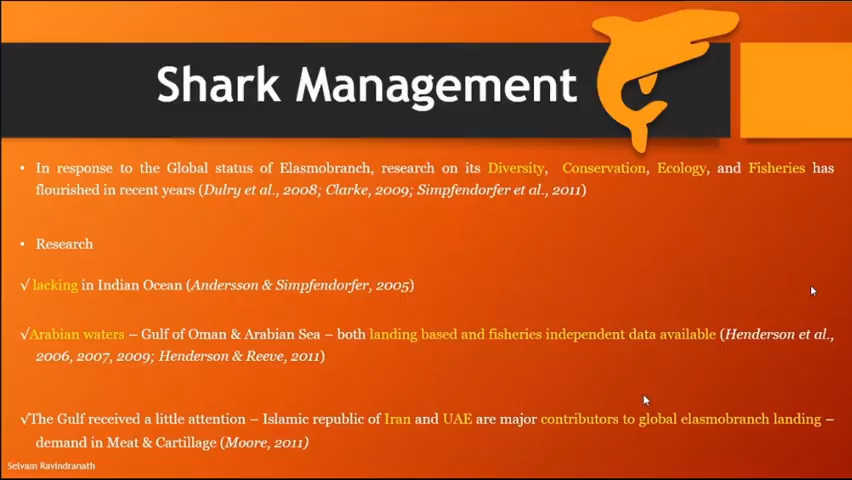 Shark Management
• In response to the Global status of Elasmobranch, research on its Diversity, Conservation, Ecology, and Fisheries has
flourished in recent years (Dulry et al., 2008; Clarke, 2009; Simpfendorfer et al., 2011)
• Research
√ lacking in Indian Ocean (Andersson & Simpfendorfer, 2005)
√Arabian waters – Gulf of Oman & Arabian Sea – both landing based and fisheries independent data available (Henderson et al.,
2006, 2007, 2009; Henderson & Reeve, 2011)
√The Gulf received a little attention – Islamic republic of Iran and UAE are major contributors to global elasmobranch landing –
demand in Meat & Cartillage (Moore, 2011)
Selvam Ravindranath